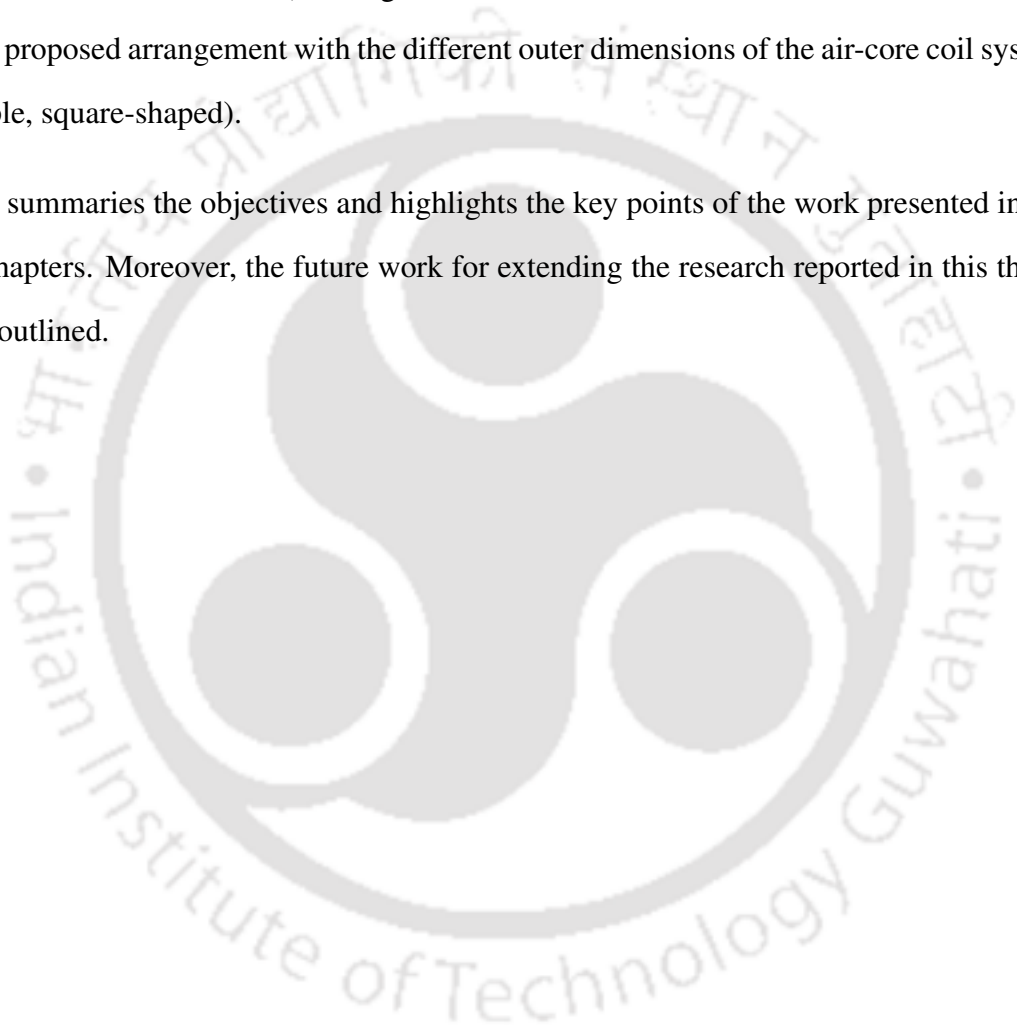 proposed arrangement with the different outer dimensions of the air-core coil sys
ple, square-shaped).
summaries the objectives and highlights the key points of the work presented in
hapters. Moreover, the future work for extending the research reported in this th
outlined.
भारतीय प्रौद्योगिकी संस्थान गुवाहाटी
• Indian Institute of Technology Guwahati •